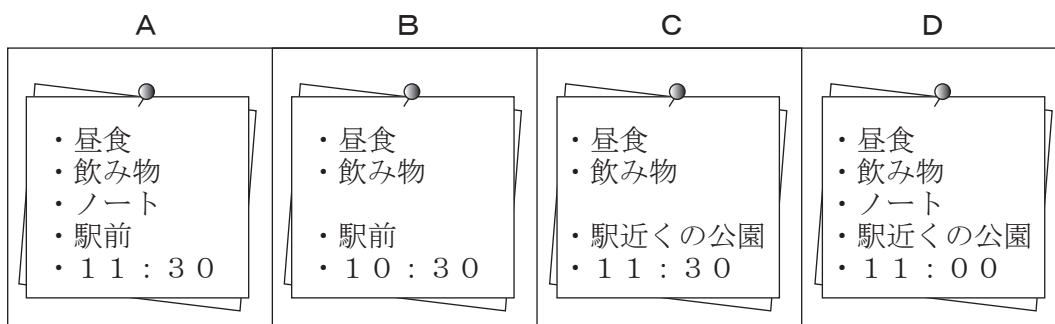 A
B
C
D
・昼食
・飲み物
・ノート
・駅前
・１１：３０
・昼食
・飲み物
・駅前
・１０：３０
・昼食
・飲み物
・駅近くの公園
・１１：３０
・昼食
・飲み物
・ノート
・駅近くの公園
・１１：００